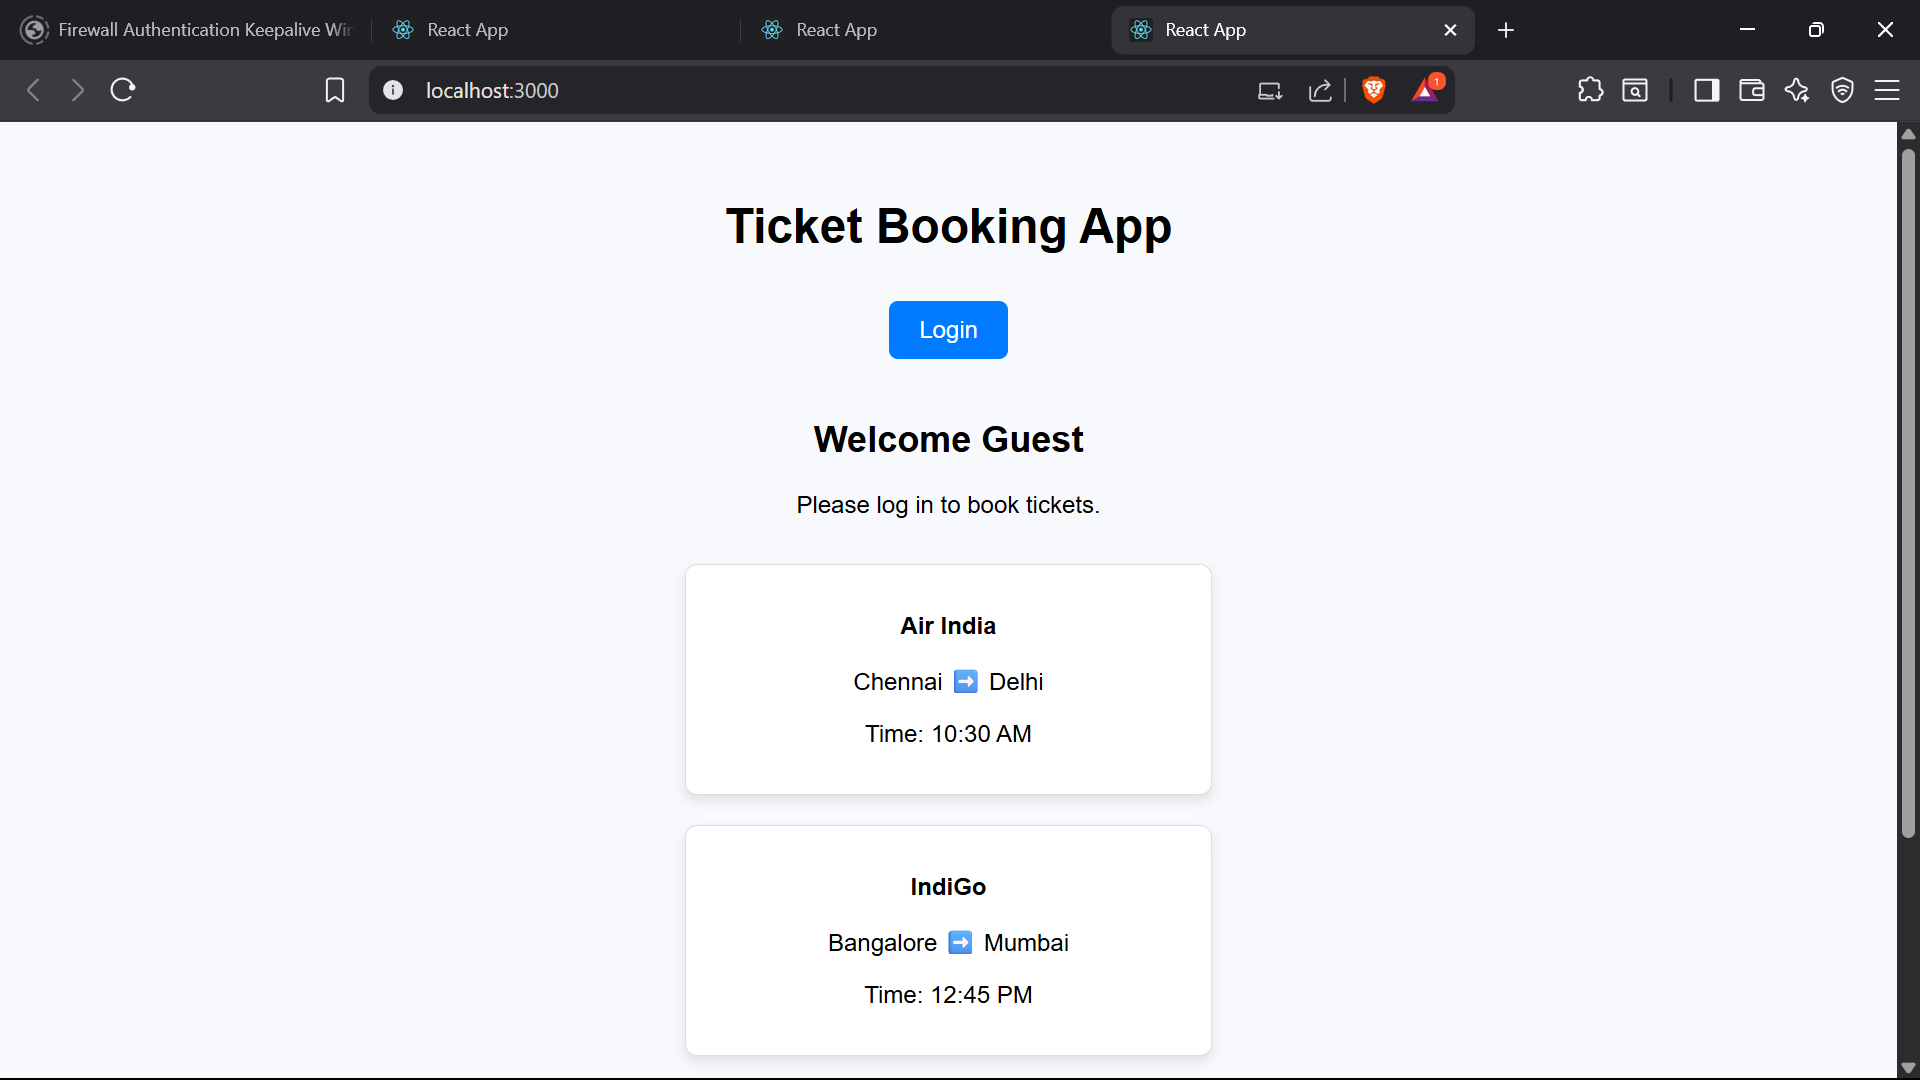 Firewall Authentication Keepalive Wi
React App
React App
React App
localhost:3000
1
Ticket Booking App
Login
Welcome Guest
Please log in to book tickets.
Air India
Chennai ➡️ Delhi
Time: 10:30 AM
IndiGo
Bangalore ➡️ Mumbai
Time: 12:45 PM